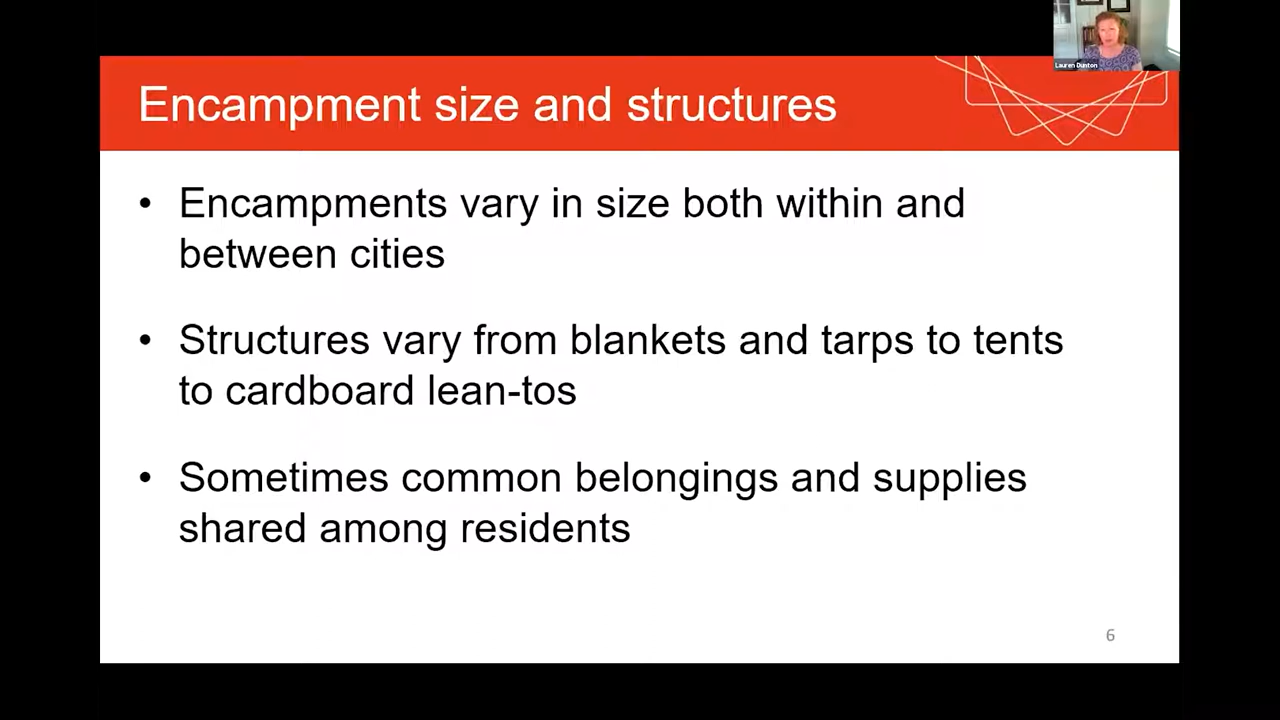 Lauren Dunton
Encampment size and structures
• Encampments vary in size both within and
between cities
• Structures vary from blankets and tarps to tents
to cardboard lean-tos
• Sometimes common belongings and supplies
shared among residents
6